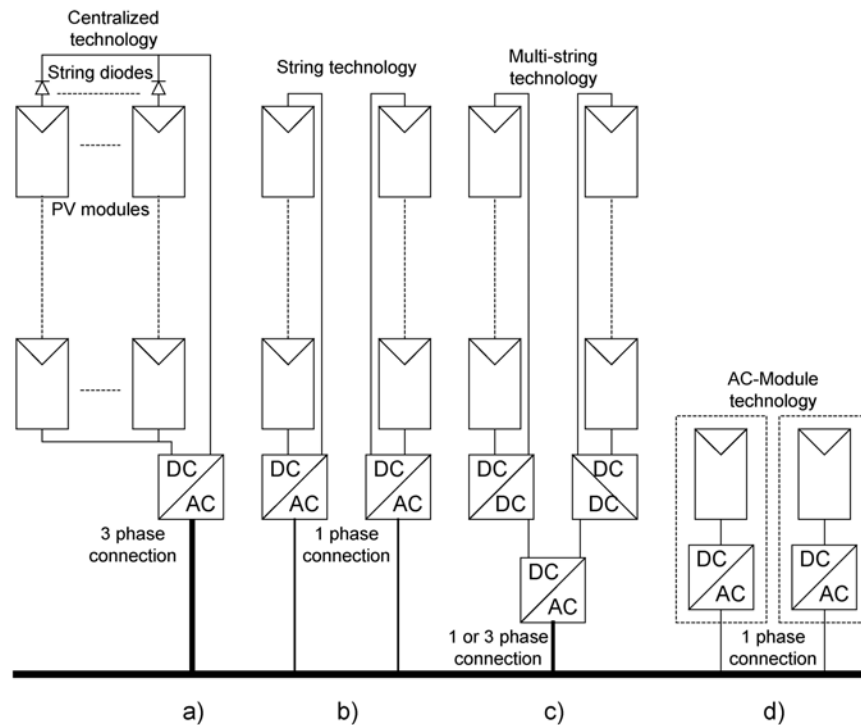 Centralized
technology
String diodes
PV modules
DC
AC
3 phase
connection
a)
String technology
DC
AC
DC
AC
1 phase
connection
b)
Multi-string
technology
DC
DC
DC
DC
DC
AC
1 or 3 phase
connection
c)
AC-Module
technology
DC
AC
DC
AC
1 phase
connection
d)